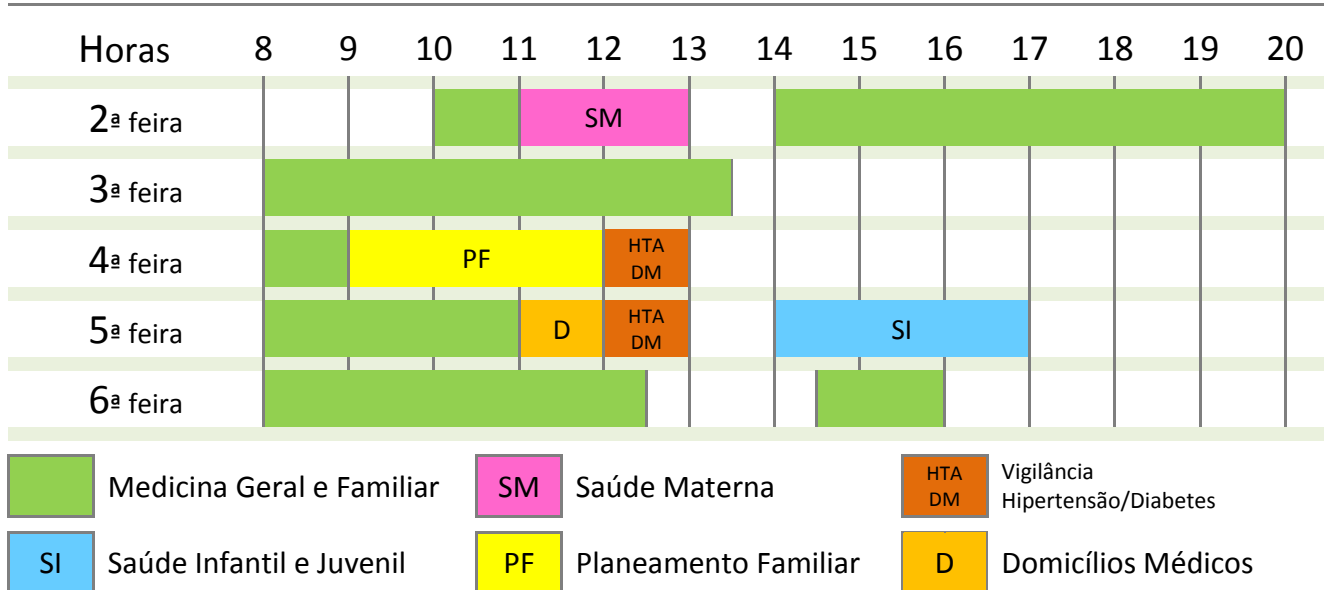 Horas 8 9 10 11 12 13 14 15 16 17 18 19 20
2ª feira SM
3ª feira
4ª feira PF HTA
DM
5ª feira D HTA
DM SI
6ª feira
Medicina Geral e Familiar SM Saúde Materna HTA
DM Vigilância
Hipertensão/Diabetes
SI Saúde Infantil e Juvenil PF Planeamento Familiar D Domicílios Médicos